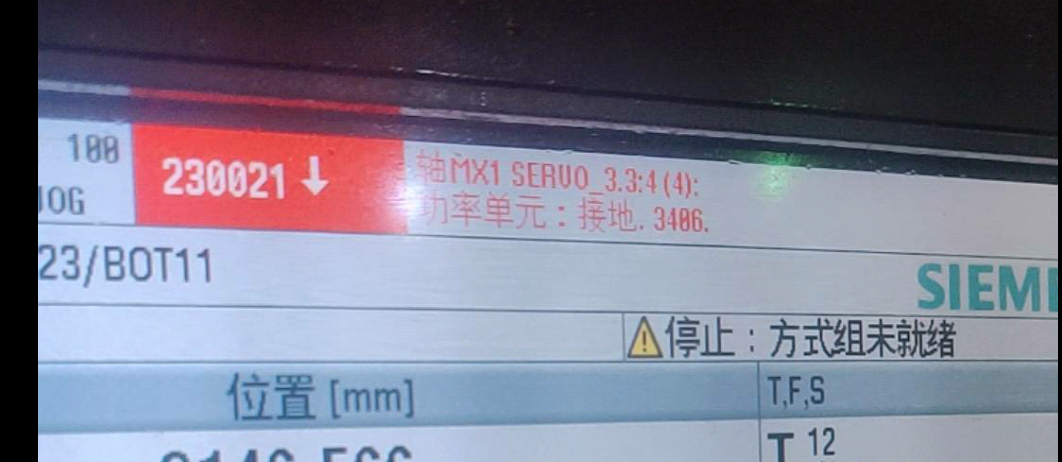 100
JOG
230021↓
轴MX1 SERVO_3.3:4 (4):
功率单元：接地. 3406.
23/BOT11
SIEM
停止：方式组未就绪
位置 [mm]
T,F,S
T 12